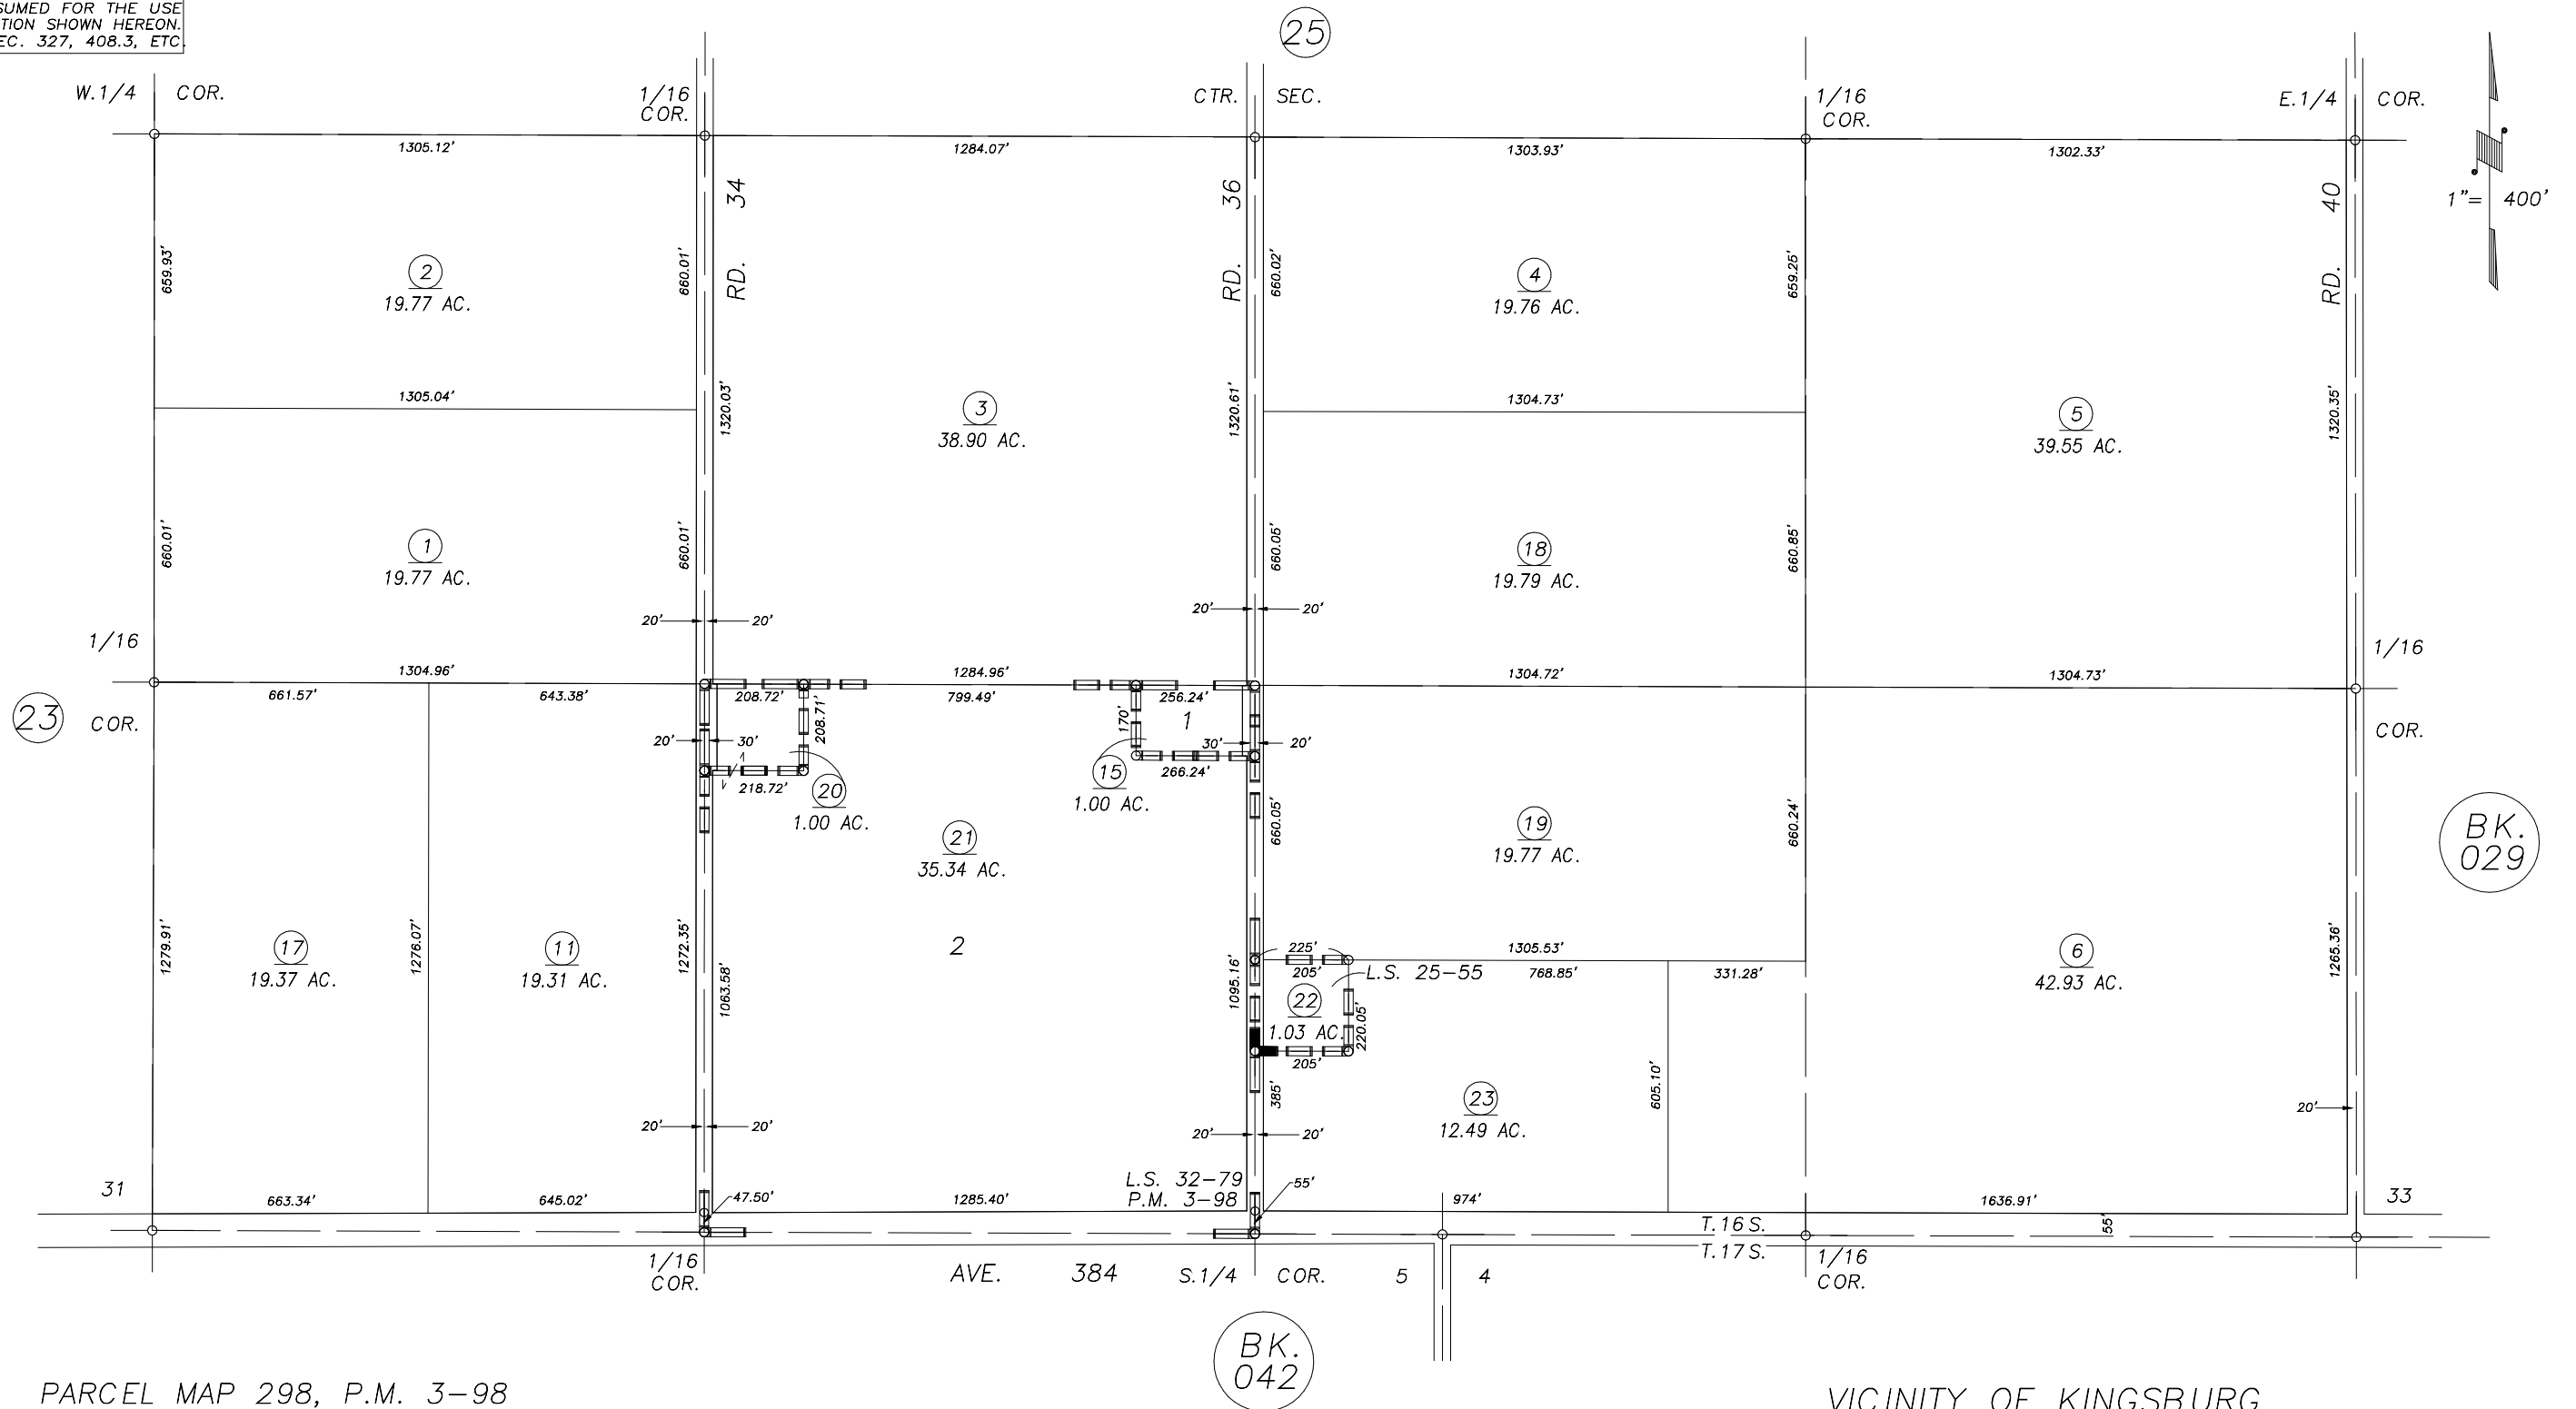 SUMED FOR THE USE
TION SHOWN HEREON.
EC. 327, 408.3, ETC.
25
W.1/4 COR.
1/16
COR.
CTR. SEC.
1/16
COR.
E.1/4 COR.
1"= 400'
1305.12'
1284.07'
1303.93'
1302.33'
RD. 34
RD. 36
RD. 40
659.93'
2
19.77 AC.
660.01'
660.02'
4
19.76 AC.
659.25'
1305.04'
1320.03'
3
38.90 AC.
1320.61'
1304.73'
5
39.55 AC.
1320.35'
660.01'
1
19.77 AC.
660.01'
660.05'
18
19.79 AC.
660.85'
20' 20'
20' 20'
1/16
COR.
1/16
COR.
23
1304.96'
1284.96'
1304.72'
1304.73'
661.57'
643.38'
208.72'
799.49'
256.24'
208.71'
170'
1
20' 30'
30' 20'
218.72'
266.24'
20
1.00 AC.
15
1.00 AC.
21
35.34 AC.
2
660.05'
19
19.77 AC.
660.24'
BK.
029
1279.91'
17
19.37 AC.
1276.07'
11
19.31 AC.
1272.35'
1063.58'
1095.16'
225'
205'
L.S. 25-55
22
1.03 AC.
220.05'
205'
385'
1305.53'
768.85'
331.28'
6
42.93 AC.
1265.36'
23
12.49 AC.
605.10'
20'
20' 20'
20' 20'
31
663.34'
645.02'
47.50'
1285.40'
L.S. 32-79
P.M. 3-98
55'
974'
1636.91'
33
T.16S.
T.17S.
55'
1/16
COR.
AVE. 384
S.1/4 COR.
5 4
1/16
COR.
BK.
042
PARCEL MAP 298, P.M. 3-98
VICINITY OF KINGSBURG